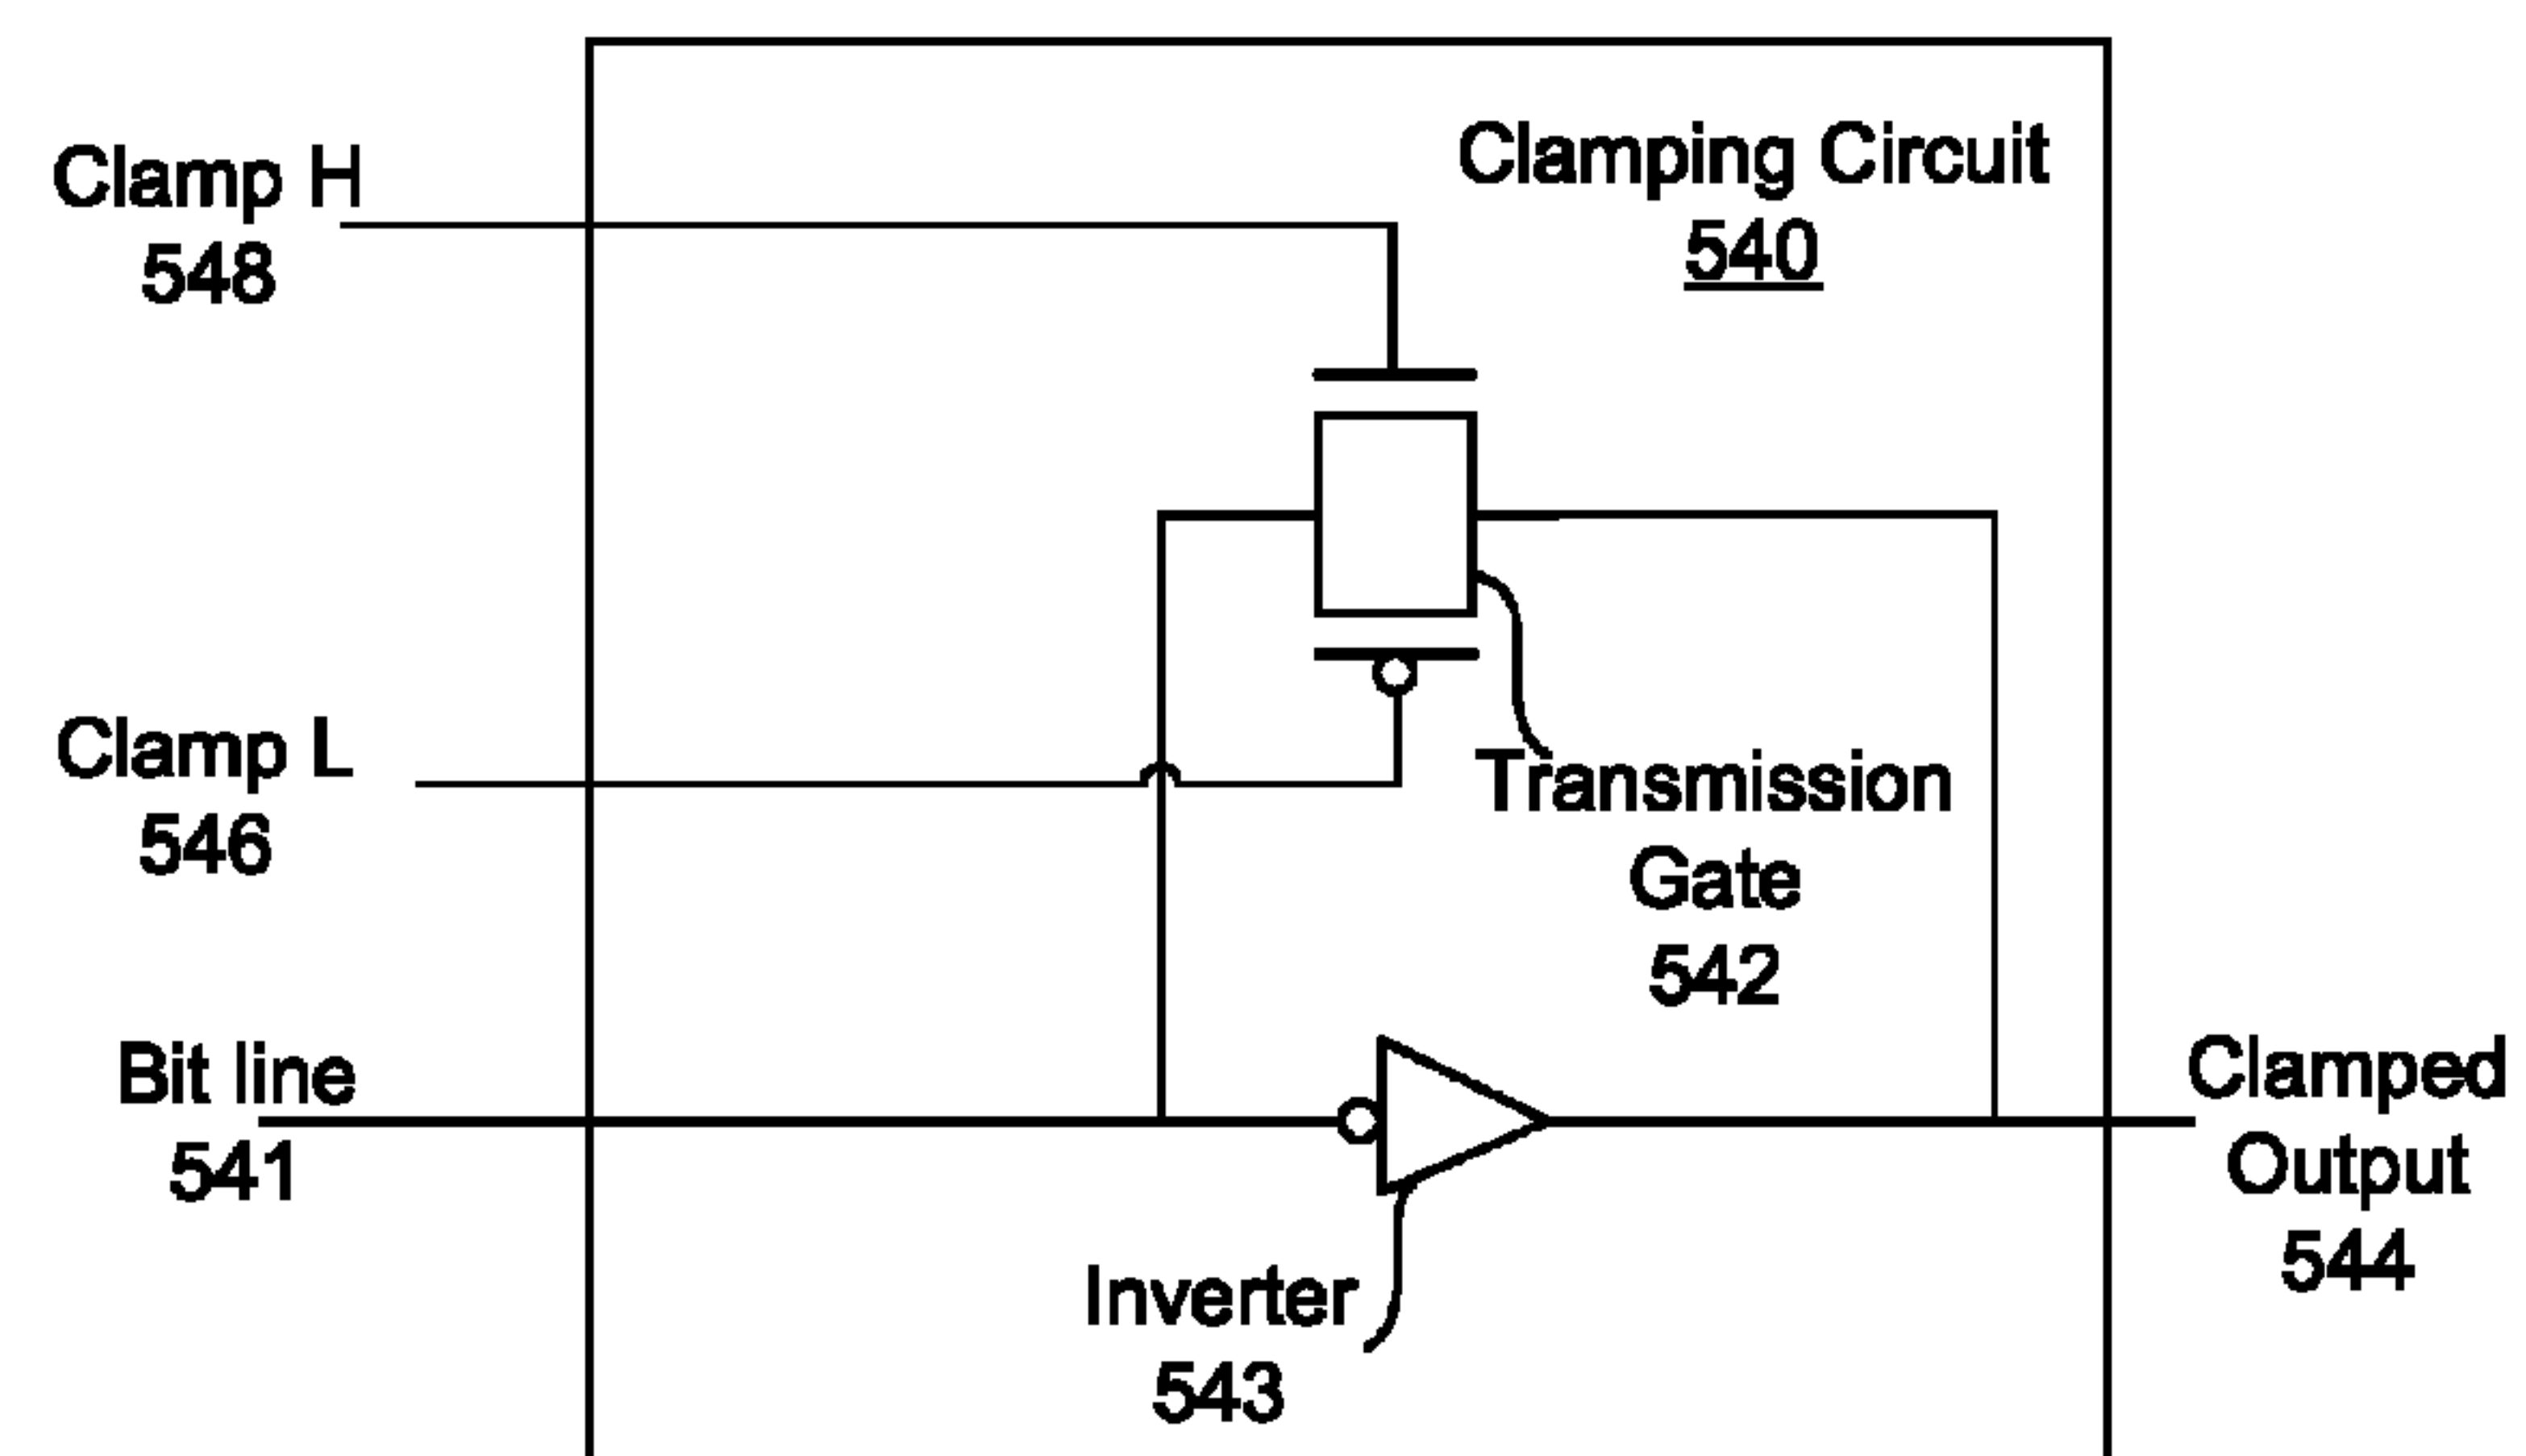 Clamping Circuit
540
Clamp H
548
Clamp L
546
Transmission
Gate
542
Bit line
541
Clamped
Output
544
Inverter
543